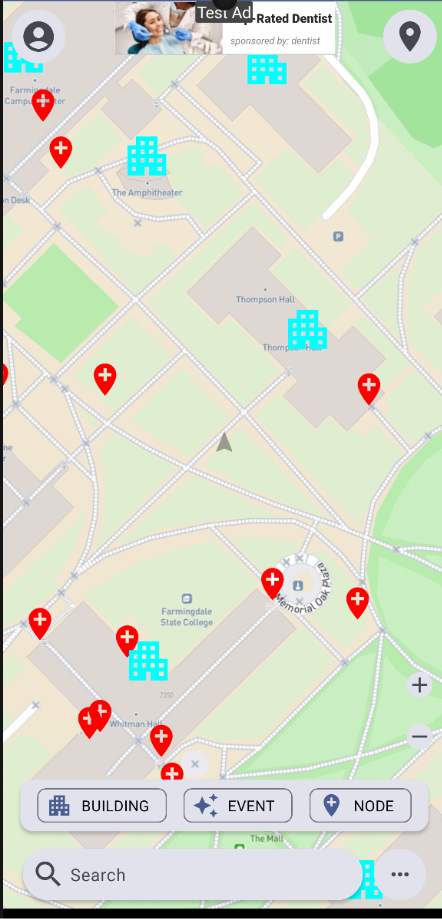 Test Ad
-Rated Dentist
sponsored by: dentist
Farmingdale
Campus Center
on Desk
The Amphitheater
P
Thompson Hall
Memorial Oak Plaza
Farmingdale
State College
Whitman Hall
BUILDING
EVENT
NODE
The Mall
Search